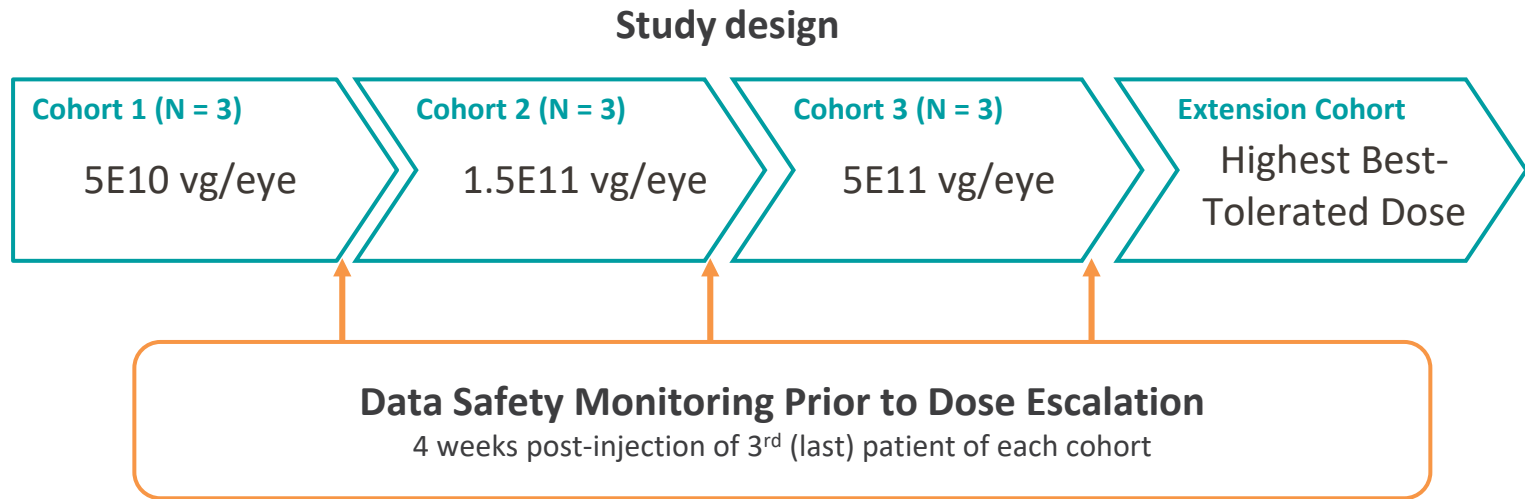 Study design
Cohort 1 (N = 3)
5E10 vg/eye
Cohort 2 (N = 3)
1.5E11 vg/eye
Cohort 3 (N = 3)
5E11 vg/eye
Extension Cohort
Highest Best-
Tolerated Dose
Data Safety Monitoring Prior to Dose Escalation
4 weeks post-injection of 3rd (last) patient of each cohort